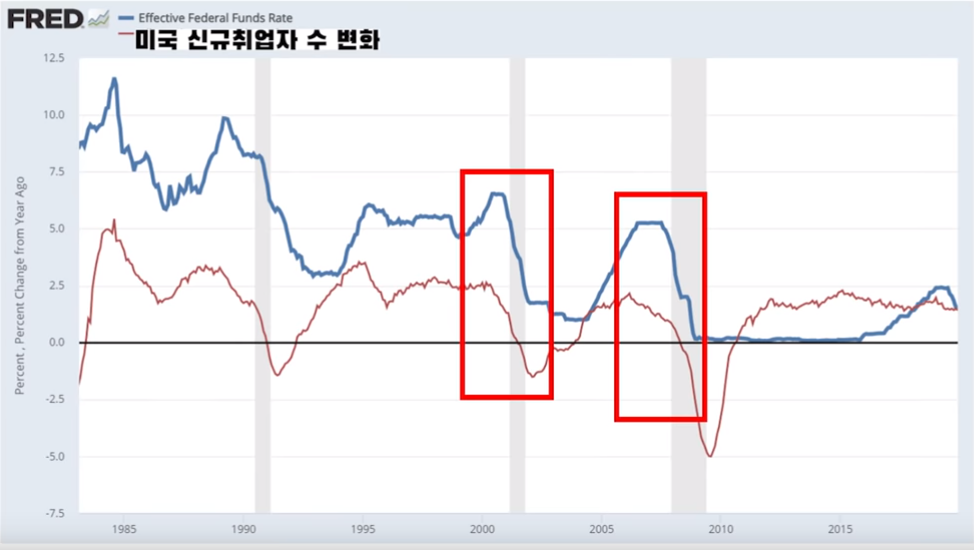 FRED
Effective Federal Funds Rate
미국 신규취업자 수 변화
Percent , Percent Change from Year Ago
12.5
10.0
7.5
5.0
2.5
0.0
-2.5
-5.0
-7.5
1985 1990 1995 2000 2005 2010 2015